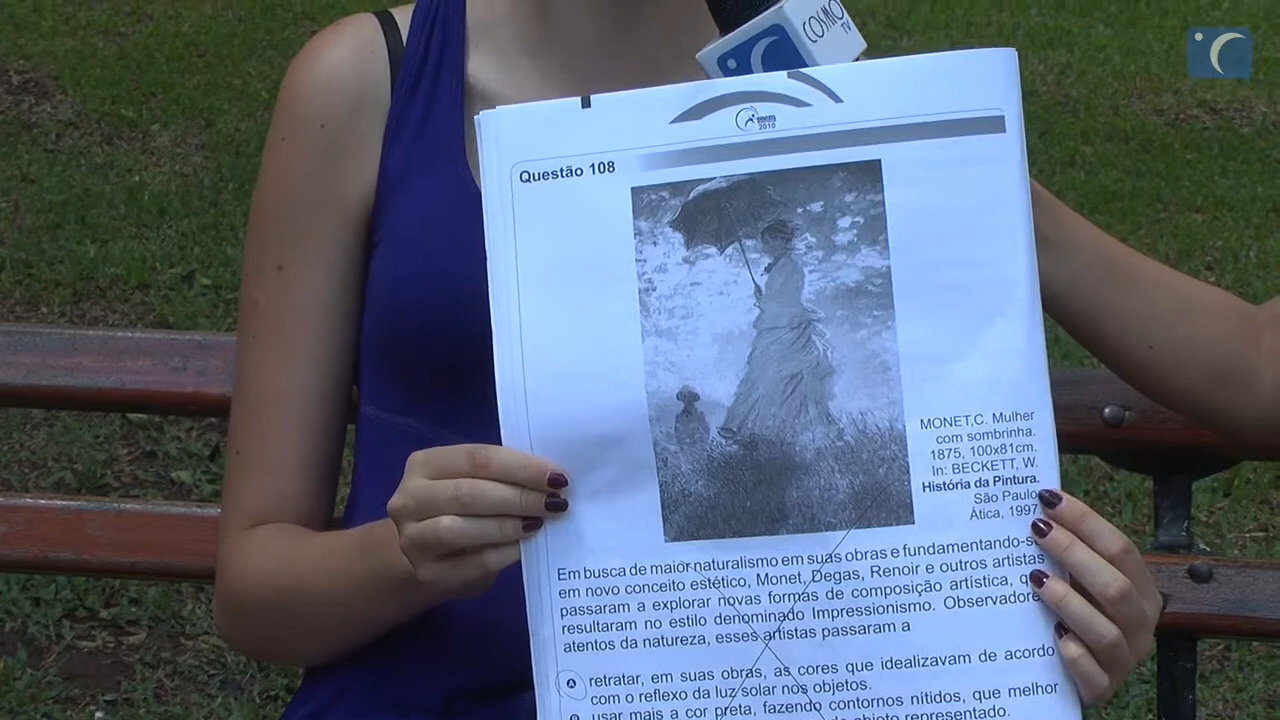 COSMO
TV
enem
2010
Questão 108
MONET,C. Mulher
com sombrinha.
1875, 100x81cm.
In: BECKETT, W.
História da Pintura.
São Paulo
Ática, 1997
Em busca de maior naturalismo em suas obras e fundamentando-s
em novo conceito estético, Monet, Degas, Renoir e outros artistas
passaram a explorar novas formas de composição artística, q
resultaram no estilo denominado Impressionismo. Observadore
atentos da natureza, esses artistas passaram a
A retratar, em suas obras, as cores que idealizavam de acordo
com o reflexo da luz solar nos objetos.
B usar mais a cor preta, fazendo contornos nítidos, que melhor
objeto representado.